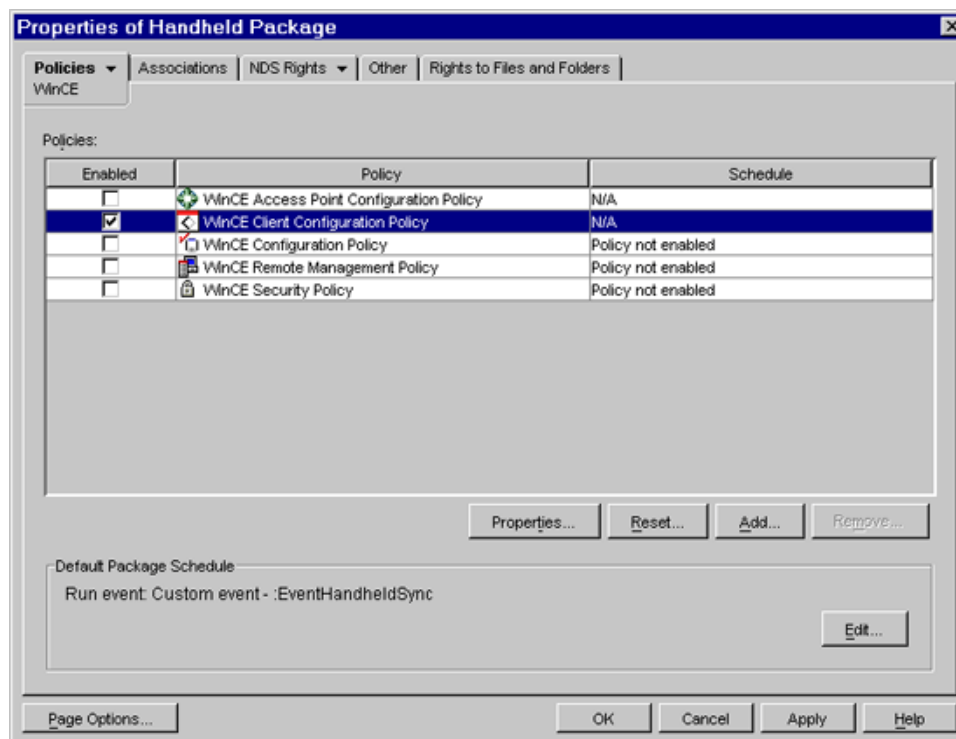 Properties of Handheld Package
Policies Associations NDS Rights Other Rights to Files and Folders
WinCE
Policies:
Enabled Policy Schedule
WinCE Access Point Configuration Policy N/A
WinCE Client Configuration Policy N/A
WinCE Configuration Policy Policy not enabled
WinCE Remote Management Policy Policy not enabled
WinCE Security Policy Policy not enabled
Properties... Reset... Add... Remove...
Default Package Schedule
Run event: Custom event - :EventHandheldSync
Edit...
Page Options... OK Cancel Apply Help